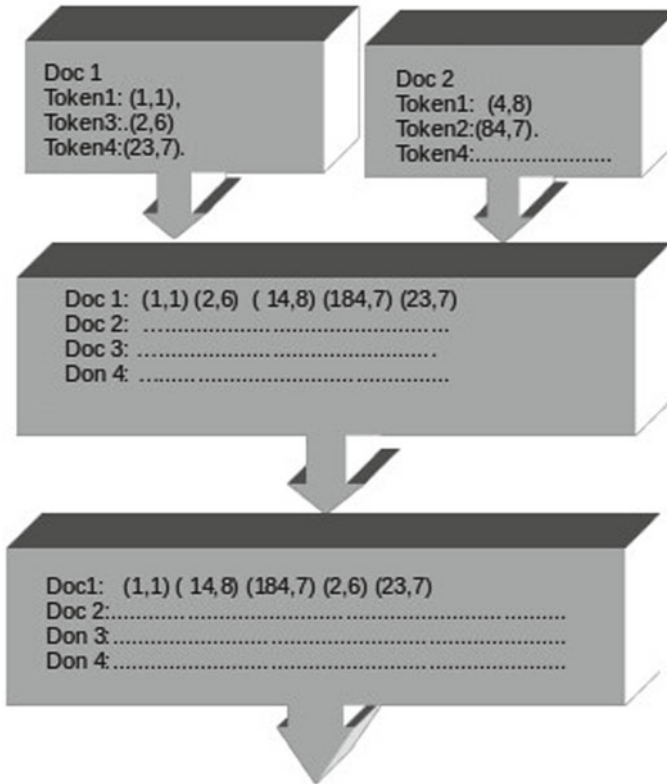 Doc 1
Token1: (1,1),
Token3:.(2,6)
Token4:(23,7).
Doc 2
Token1: (4,8)
Token2:(84,7).
Token4:......................
Doc 1: (1,1) (2,6) ( 14,8) (184,7) (23,7)
Doc 2: ..................................................
Doc 3: .................................................
Don 4: ..................................................
Doc1: (1,1) ( 14,8) (184,7) (2,6) (23,7)
Doc 2:..........................................................................
Don 3:..........................................................................
Don 4:..........................................................................